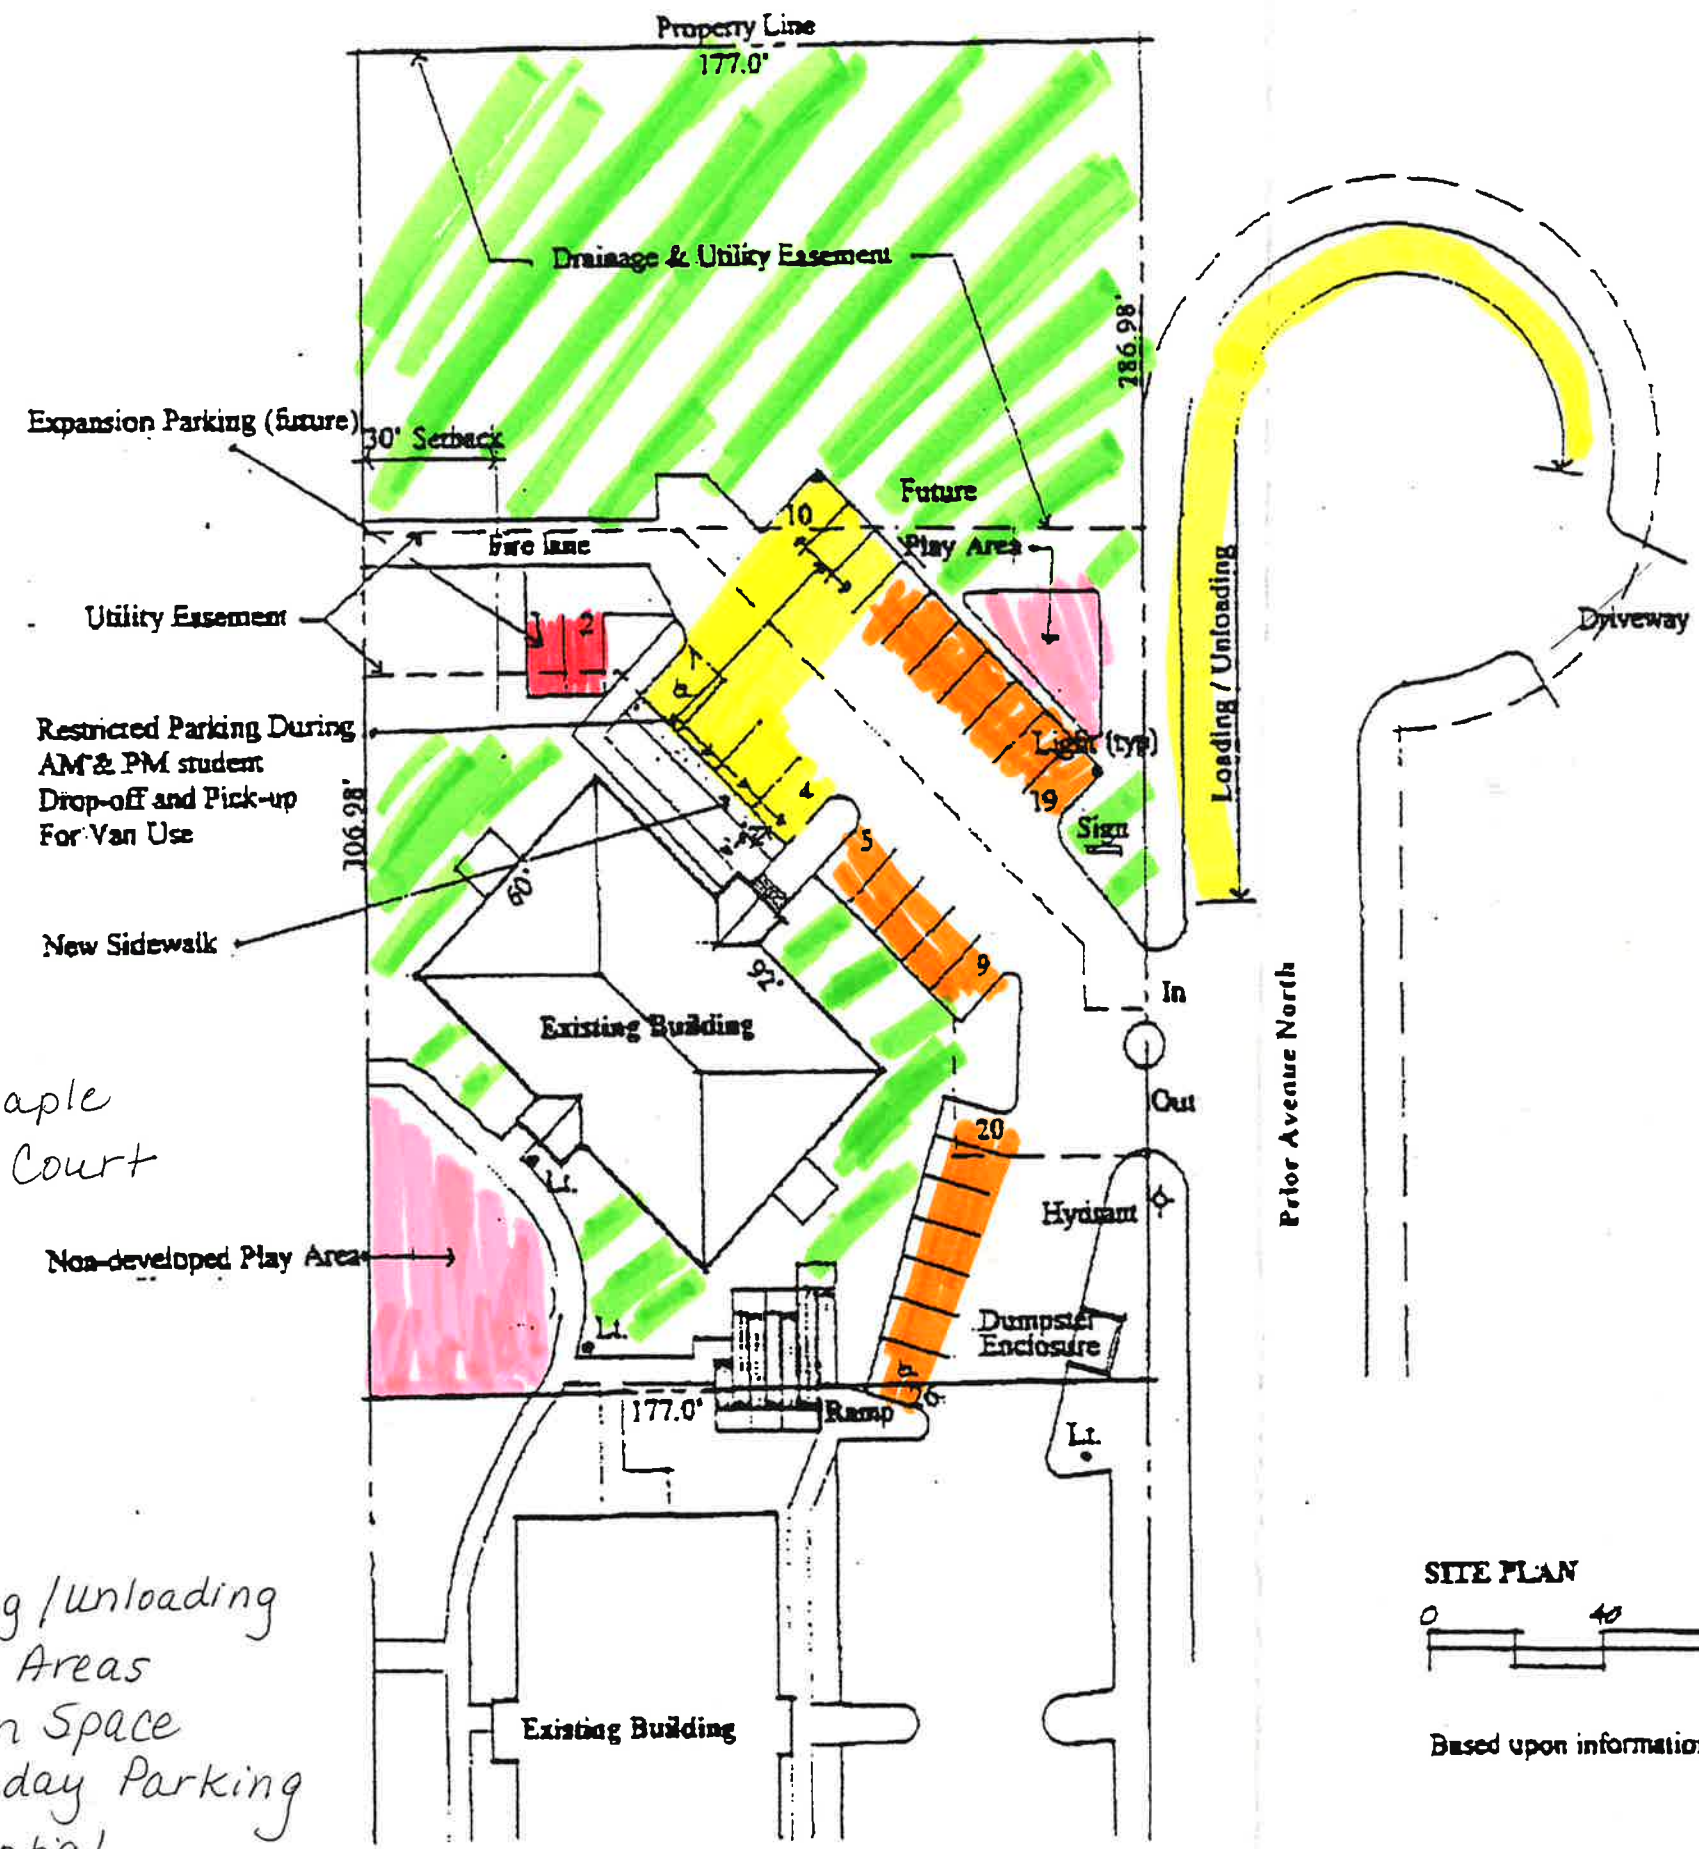 Property Line
177.0'
Drainage & Utility Easement
286.98'
Expansion Parking (future)
30' Setback
Future
10
Fire lane
Play Area
Utility Easement
1 2
Loading / Unloading
Driveway
Restricted Parking During
AM & PM student
Drop-off and Pick-up
For Van Use
Light (typ)
4
19
106.98'
5
Sign
60'
New Sidewalk
9
92'
In
Existing Building
Prior Avenue North
aple
Court
Out
20
Lt.
Hydrant
Non-developed Play Area
Dumpster
Enclosure
Lt.
26
177.0'
Ramp
Lt.
SITE PLAN
0 40
g/unloading
Areas
n Space
Existing Building
Based upon information
day Parking